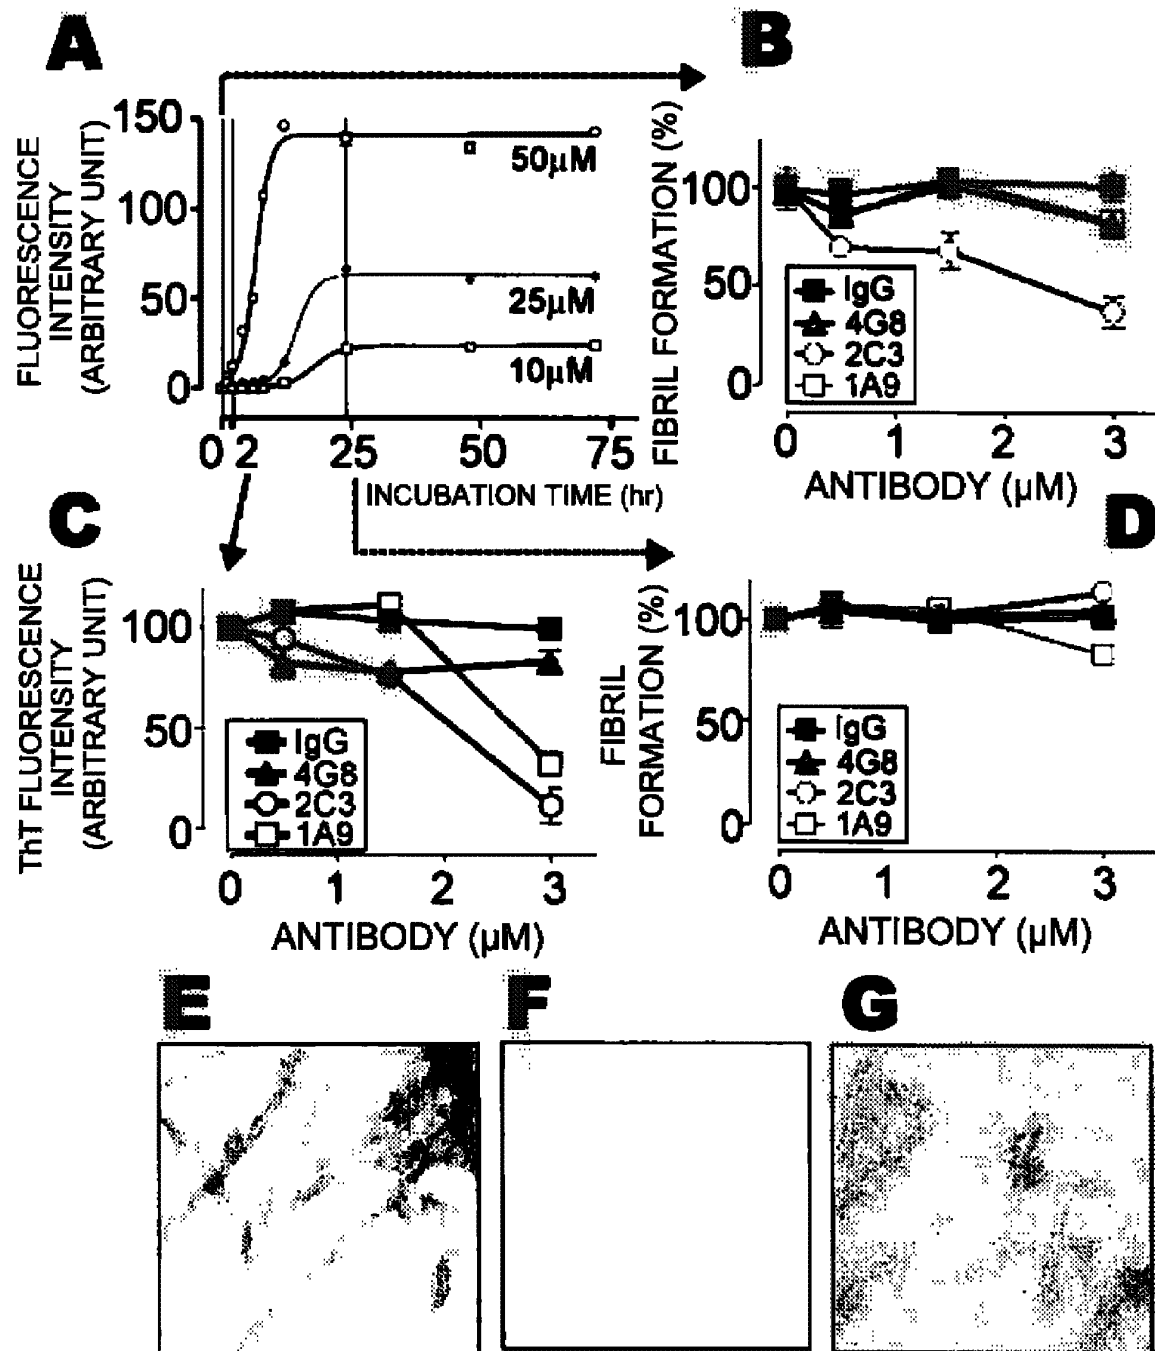 A
FLUORESCENCE
INTENSITY
(ARBITRARY UNIT)
150
100
50
0
50µM
25µM
10µM
0 2 25 50 75
INCUBATION TIME (hr)
B
FIBRIL FORMATION (%)
100
50
0
IgG
4G8
2C3
1A9
0 1 2 3
ANTIBODY (µM)
C
ThT FLUORESCENCE
INTENSITY
(ARBITRARY UNIT)
100
50
0
IgG
4G8
2C3
1A9
0 1 2 3
ANTIBODY (µM)
D
FIBRIL
FORMATION (%)
100
50
0
IgG
4G8
2C3
1A9
0 1 2 3
ANTIBODY (µM)
E
F
G